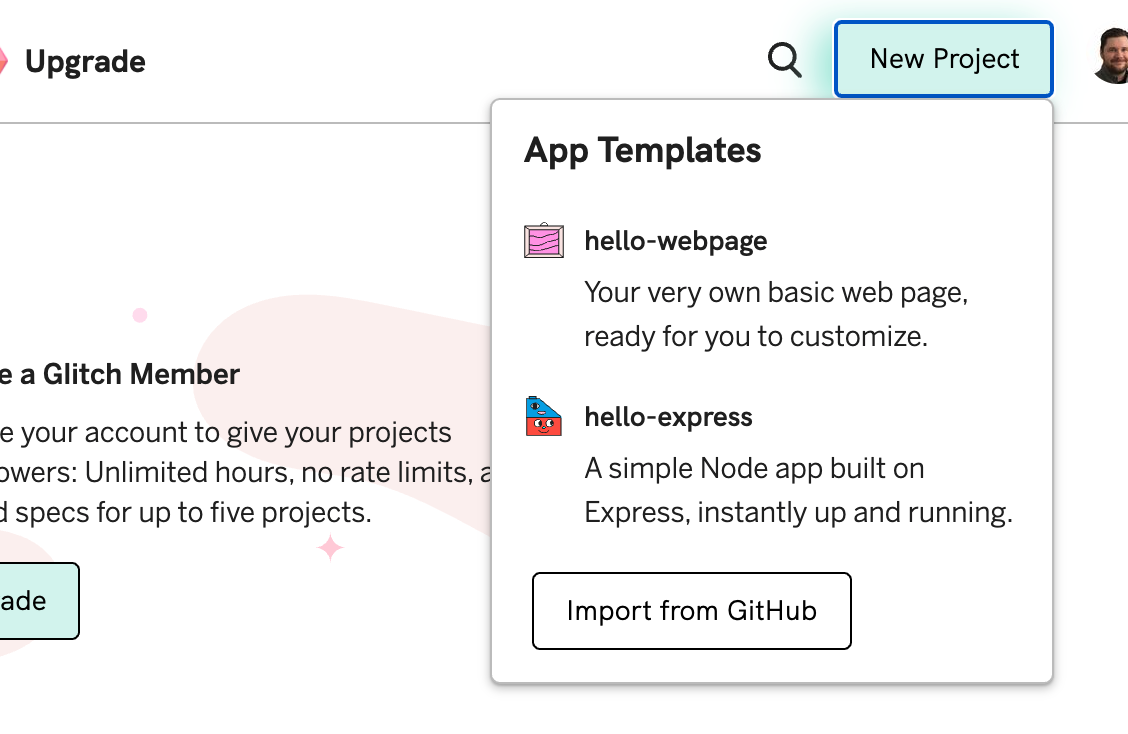 Upgrade
New Project
App Templates
hello-webpage
Your very own basic web page,
ready for you to customize.
hello-express
A simple Node app built on
Express, instantly up and running.
Import from GitHub
e a Glitch Member
e your account to give your projects
owers: Unlimited hours, no rate limits, a
d specs for up to five projects.
ade